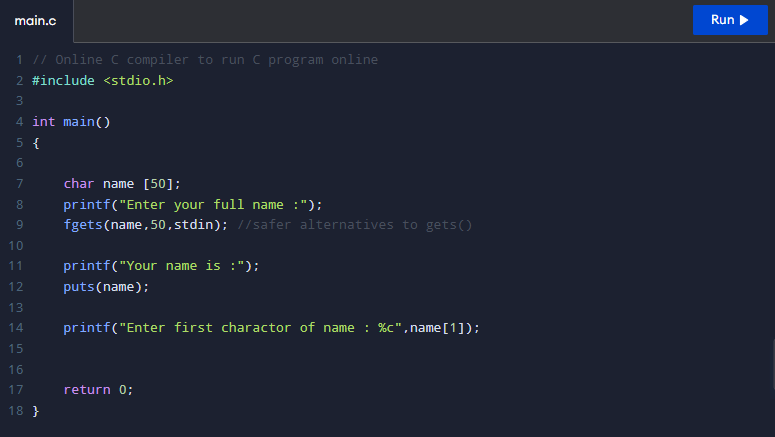 main.c
Run
1 // Online C compiler to run C program online
2 #include <stdio.h>
3
4 int main()
5 {
6
7 char name [50];
8 printf("Enter your full name :");
9 fgets(name,50,stdin); //safer alternatives to gets()
10
11 printf("Your name is :");
12 puts(name);
13
14 printf("Enter first charactor of name : %c",name[1]);
15
16
17 return 0;
18 }